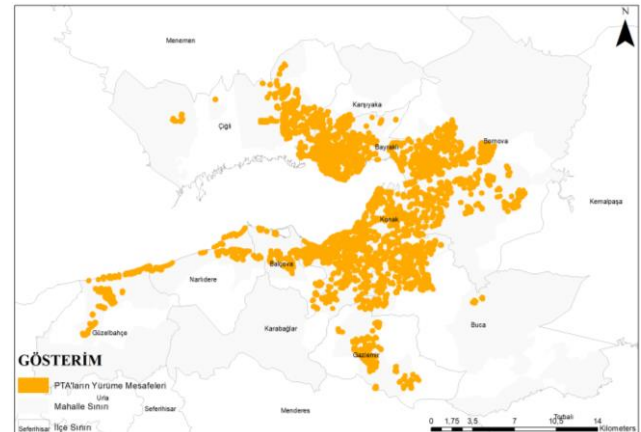 N
Menemen
Karşıyaka
Çiğli
Bayraklı
Bornova
Kemalpaşa
Konak
Balçova
Narlıdere
Buca
Güzelbahçe
Karabağlar
Gaziemir
GÖSTERİM
PTA'ların Yürüme Mesafeleri
Urla
Mahalle Sınırı
Seferihisar
Menderes
Torbalı
Seferihisar İlçe Sınırı
0 1,75 3,5 7 10,5 14
Kilometers